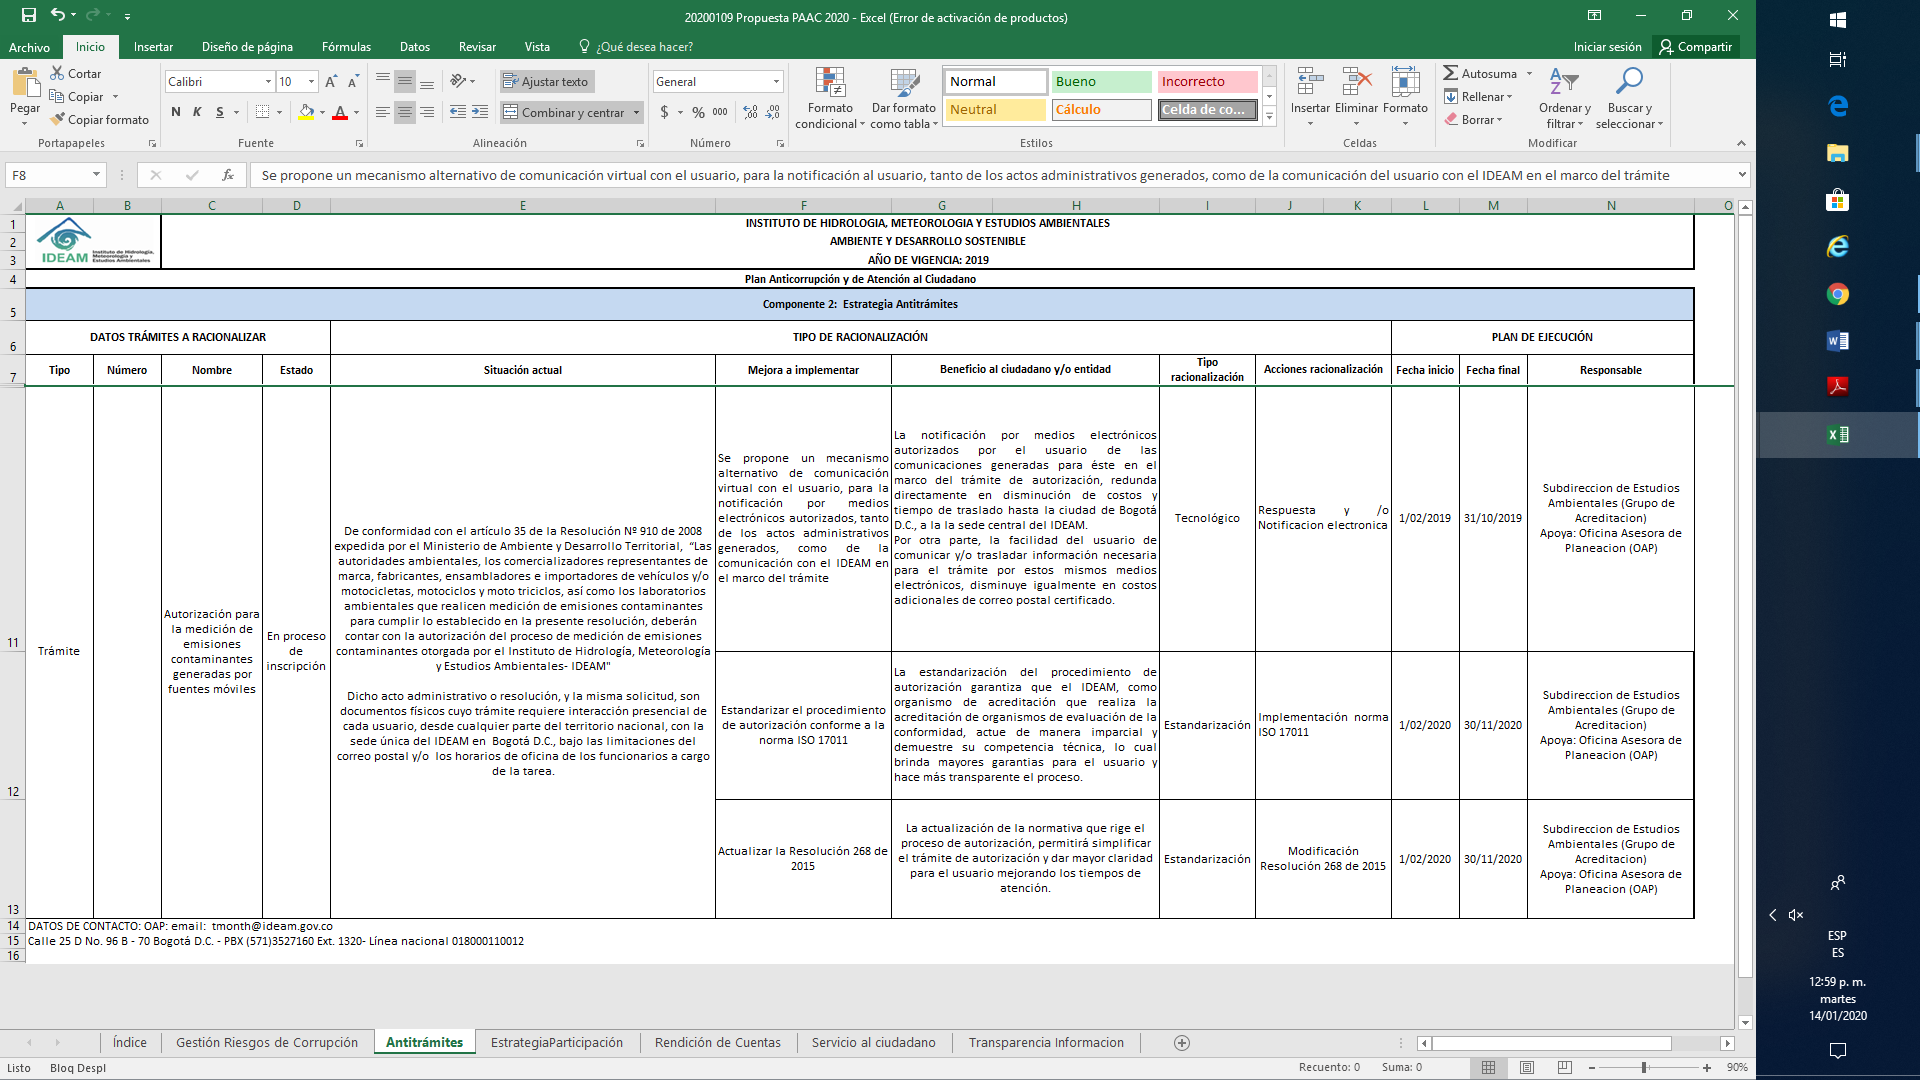 20200109 Propuesta PAAC 2020 - Excel (Error de activación de productos)
Archivo
Inicio
Insertar
Diseño de página
Fórmulas
Datos
Revisar
Vista
¿Qué desea hacer?
Iniciar sesión
Compartir
Pegar
Cortar
Copiar
Copiar formato
Portapapeles
Calibri
10
N K S
Fuente
Ajustar texto
Combinar y centrar
Alineación
General
$ % 000
Número
Formato
condicional
Dar formato
como tabla
Normal
Bueno
Incorrecto
Neutral
Cálculo
Celda de co...
Estilos
Insertar
Eliminar
Formato
Celdas
Autosuma
Rellenar
Borrar
Ordenar y
filtrar
Buscar y
seleccionar
Modificar
F8
fx
Se propone un mecanismo alternativo de comunicación virtual con el usuario, para la notificación al usuario, tanto de los actos administrativos generados, como de la comunicación del usuario con el IDEAM en el marco del trámite
A B C D E F G H I J K L M N O
1
2
3
4
5
6
7
11
12
13
14
15
16
IDEAM
Instituto de Hidrología,
Meteorología y
Estudios Ambientales
INSTITUTO DE HIDROLOGIA, METEOROLOGIA Y ESTUDIOS AMBIENTALES
AMBIENTE Y DESARROLLO SOSTENIBLE
AÑO DE VIGENCIA: 2019
Plan Anticorrupción y de Atención al Ciudadano
Componente 2:  Estrategia Antitrámites
DATOS TRÁMITES A RACIONALIZAR
TIPO DE RACIONALIZACIÓN
PLAN DE EJECUCIÓN
Tipo
Número
Nombre
Estado
Situación actual
Mejora a implementar
Beneficio al ciudadano y/o entidad
Tipo
racionalización
Acciones racionalización
Fecha inicio
Fecha final
Responsable
Trámite
Autorización para
la medición de
emisiones
contaminantes
generadas por
fuentes móviles
En proceso
de
inscripción
De conformidad con el artículo 35 de la Resolución Nº 910 de 2008
expedida por el Ministerio de Ambiente y Desarrollo Territorial,  “Las
autoridades ambientales, los comercializadores representantes de
marca, fabricantes, ensambladores e importadores de vehículos y/o
motocicletas, motociclos y moto triciclos, así como los laboratorios
ambientales que realicen medición de emisiones contaminantes
para cumplir lo establecido en la presente resolución, deberán
contar con la autorización del proceso de medición de emisiones
contaminantes otorgada por el Instituto de Hidrología, Meteorología
y Estudios Ambientales- IDEAM"
Dicho acto administrativo o resolución, y la misma solicitud, son
documentos físicos cuyo trámite requiere interacción presencial de
cada usuario, desde cualquier parte del territorio nacional, con la
sede única del IDEAM en  Bogotá D.C., bajo las limitaciones del
correo postal y/o  los horarios de oficina de los funcionarios a cargo
de la tarea.
Se propone un mecanismo
alternativo de comunicación
virtual con el usuario, para la
notificación por medios
electrónicos autorizados, tanto
de los actos administrativos
generados, como de la
comunicación con el IDEAM en
el marco del trámite
La notificación por medios electrónicos
autorizados por el usuario de las
comunicaciones generadas para éste en el
marco del trámite de autorización, redunda
directamente en disminución de costos y
tiempo de traslado hasta la ciudad de Bogotá
D.C., a la la sede central del IDEAM.
Por otra parte, la facilidad del usuario de
comunicar y/o trasladar información necesaria
para el trámite por estos mismos medios
electrónicos, disminuye igualmente en costos
adicionales de correo postal certificado.
Tecnológico
Respuesta y /o
Notificacion electronica
1/02/2019
31/10/2019
Subdireccion de Estudios
Ambientales (Grupo de
Acreditacion)
Apoya: Oficina Asesora de
Planeacion (OAP)
Estandarizar el procedimiento
de autorización conforme a la
norma ISO 17011
La estandarización del procedimiento de
autorización garantiza que el IDEAM, como
organismo de acreditación que realiza la
acreditación de organismos de evaluación de la
conformidad, actue de manera imparcial y
demuestre su competencia técnica, lo cual
brinda mayores garantias para el usuario y
hace más transparente el proceso.
Estandarización
Implementación norma
ISO 17011
1/02/2020
30/11/2020
Subdireccion de Estudios
Ambientales (Grupo de
Acreditacion)
Apoya: Oficina Asesora de
Planeacion (OAP)
Actualizar la Resolución 268 de
2015
La actualización de la normativa que rige el
proceso de autorización, permitirá simplificar
el trámite de autorización y dar mayor claridad
para el usuario mejorando los tiempos de
atención.
Estandarización
Modificación
Resolución 268 de 2015
1/02/2020
30/11/2020
Subdireccion de Estudios
Ambientales (Grupo de
Acreditacion)
Apoya: Oficina Asesora de
Planeacion (OAP)
DATOS DE CONTACTO: OAP: email:  tmonth@ideam.gov.co
Calle 25 D No. 96 B - 70 Bogotá D.C. - PBX (571)3527160 Ext. 1320- Línea nacional 018000110012
Índice
Gestión Riesgos de Corrupción
Antitrámites
EstrategiaParticipación
Rendición de Cuentas
Servicio al ciudadano
Transparencia Informacion
Listo
Bloq Despl
Recuento: 0
Suma: 0
90%
ESP
ES
12:59 p. m.
martes
14/01/2020